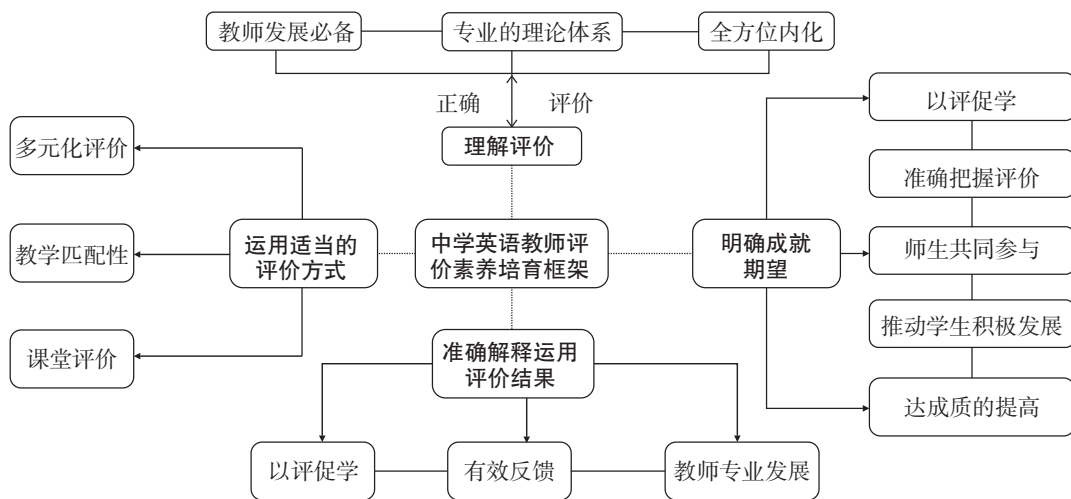 教师发展必备
专业的理论体系
全方位内化
正确
评价
理解评价
以评促学
准确把握评价
师生共同参与
推动学生积极发展
达成质的提高
多元化评价
教学匹配性
课堂评价
运用适当的
评价方式
中学英语教师评
价素养培育框架
明确成就
期望
准确解释运用
评价结果
以评促学
有效反馈
教师专业发展